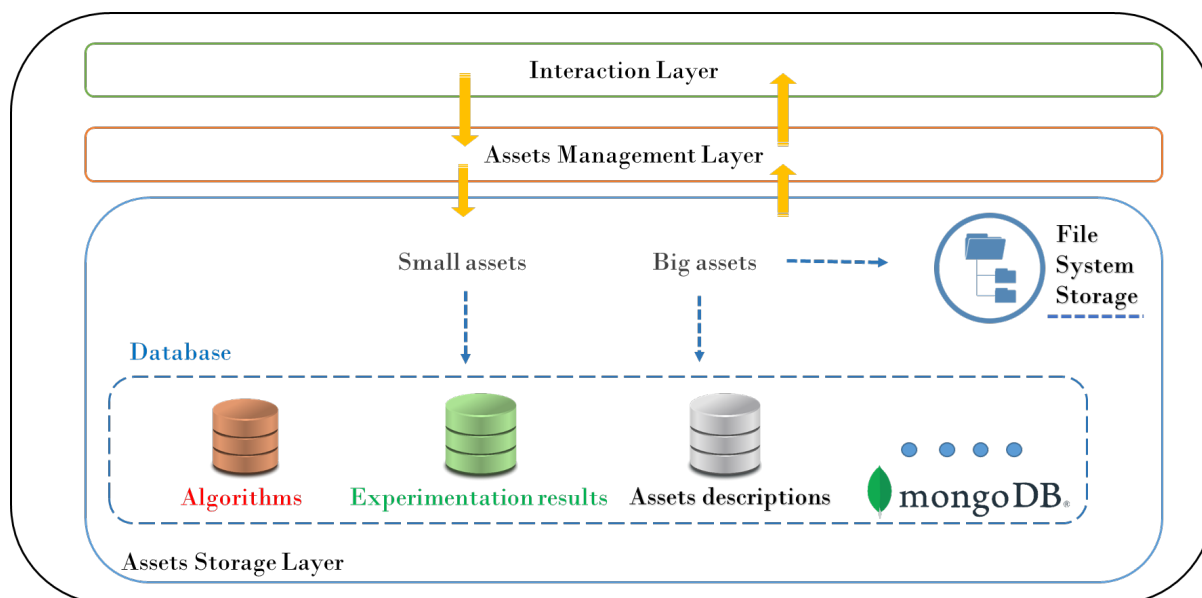 Interaction Layer
Assets Management Layer
Small assets
Big assets
File
System
Storage
Database
Algorithms
Experimentation results
Assets descriptions
mongoDB®
Assets Storage Layer